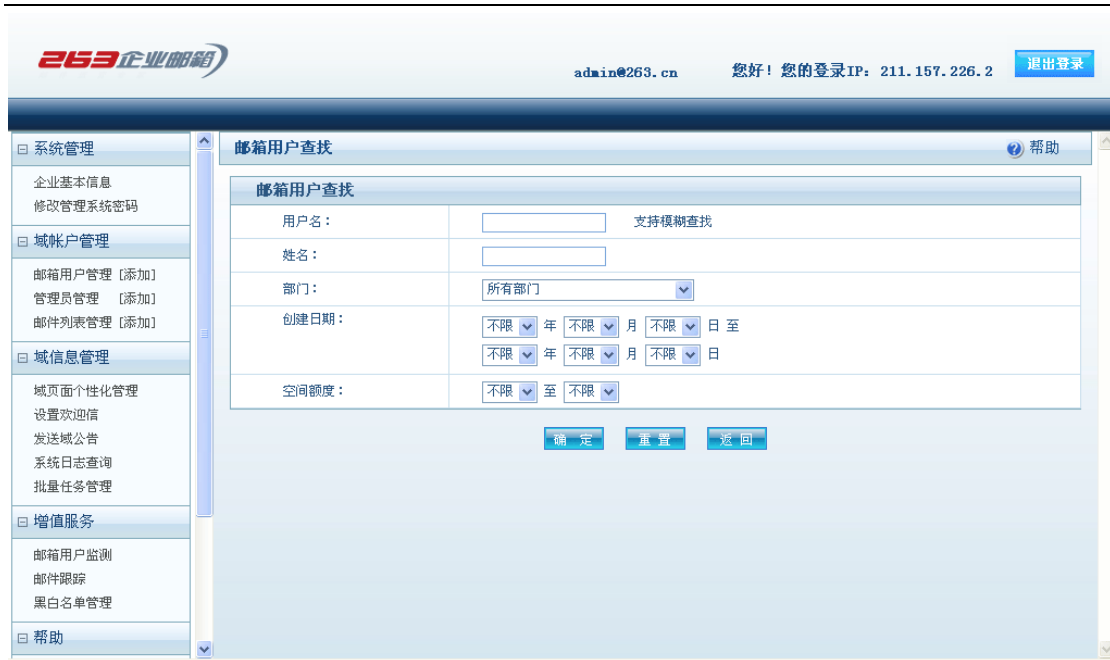 263企业邮箱
admin@263.cn 您好！您的登录IP：211.157.226.2 退出登录
系统管理
企业基本信息
修改管理系统密码
域帐户管理
邮箱用户管理 [添加]
管理员管理 [添加]
邮件列表管理 [添加]
域信息管理
域页面个性化管理
设置欢迎信
发送域公告
系统日志查询
批量任务管理
增值服务
邮箱用户监测
邮件跟踪
黑白名单管理
帮助
邮箱用户查找 帮助
邮箱用户查找
用户名： 支持模糊查找
姓名：
部门： 所有部门
创建日期： 不限 年 不限 月 不限 日 至
不限 年 不限 月 不限 日
空间额度： 不限 至 不限
确 定 重 置 返 回